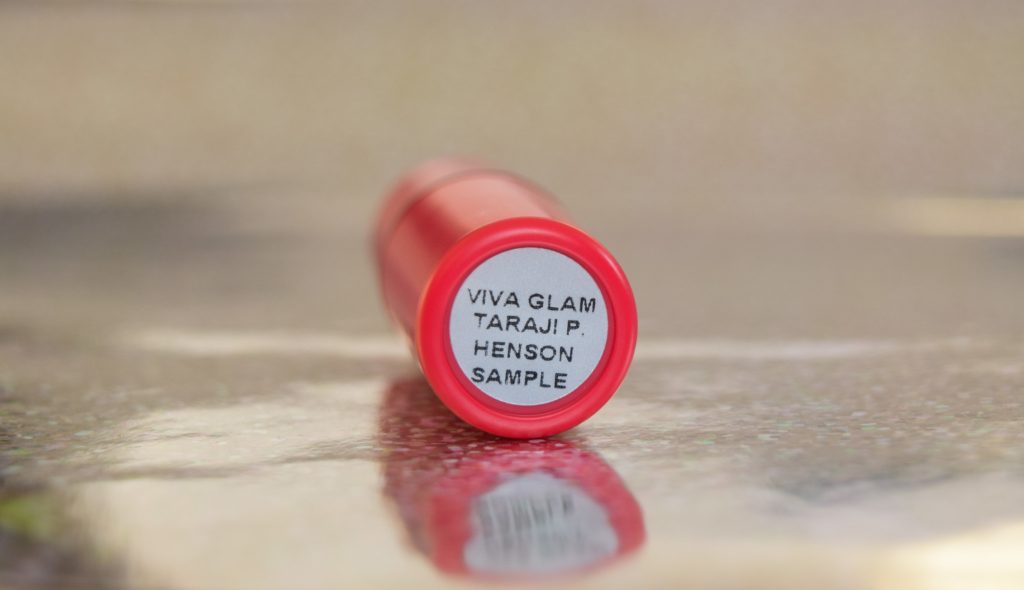 VIVA GLAM
TARAJI P.
HENSON
SAMPLE